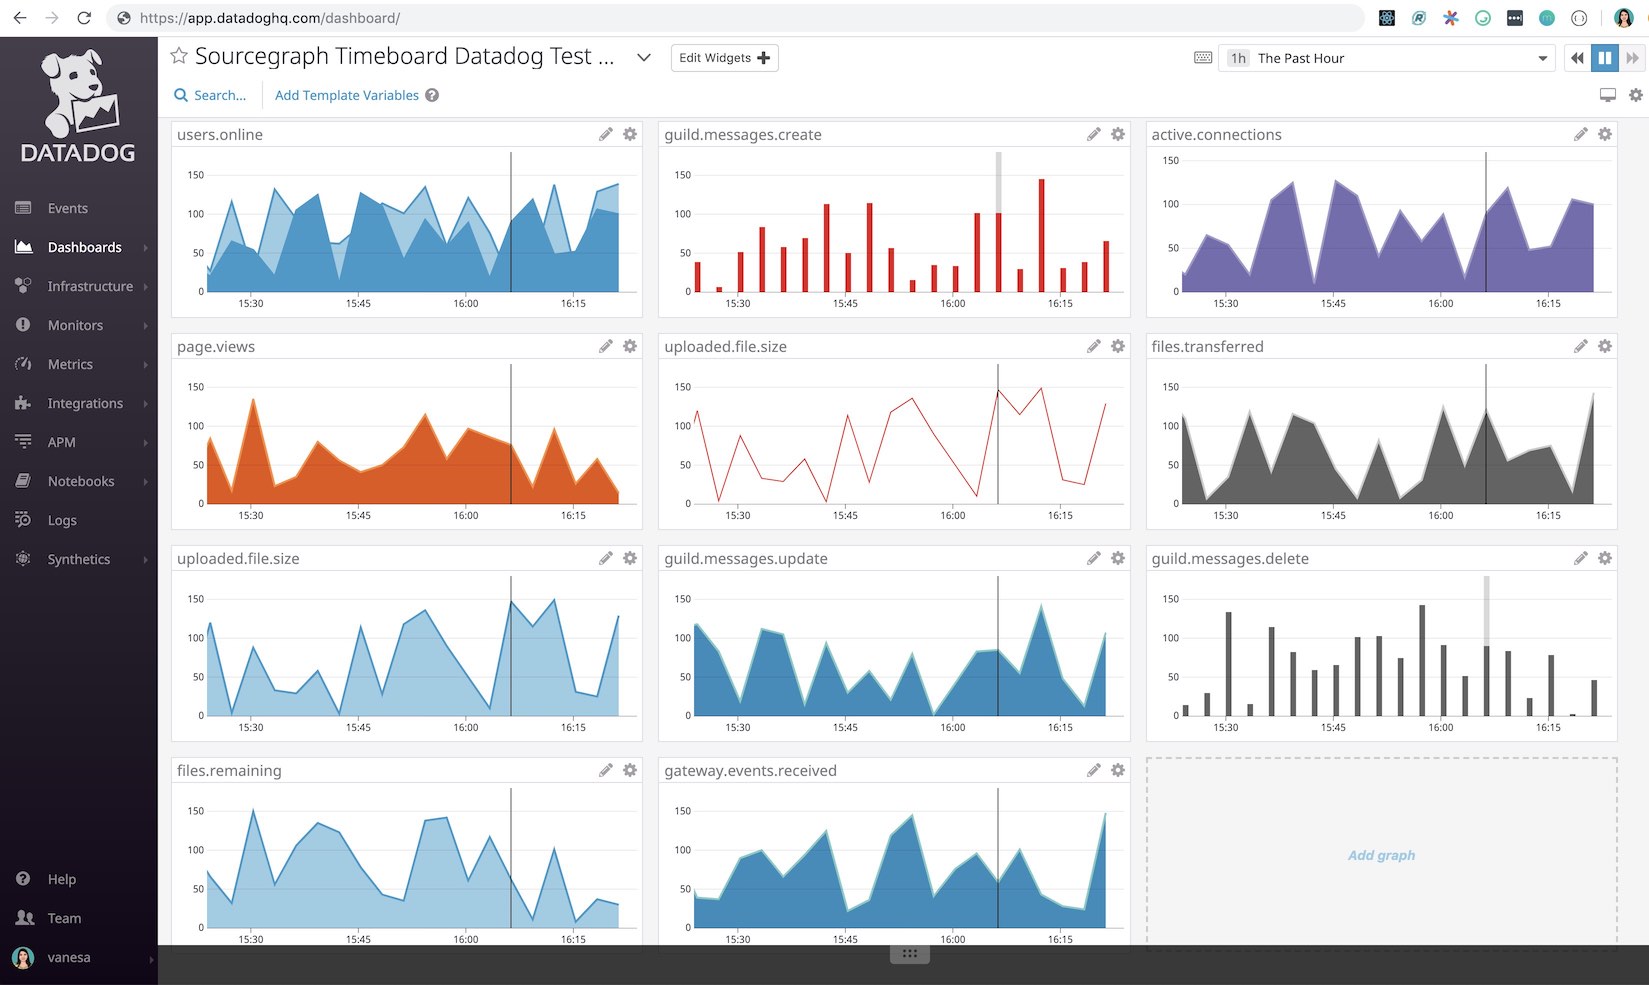 https://app.datadoghq.com/dashboard/
DATADOG
Events
Dashboards
Infrastructure
Monitors
Metrics
Integrations
APM
Notebooks
Logs
Synthetics
Help
Team
vanesa
Sourcegraph Timeboard Datadog Test ...
Edit Widgets
1h The Past Hour
Search...
Add Template Variables
users.online
150
100
50
0
15:30 15:45 16:00 16:15
guild.messages.create
150
100
50
0
15:30 15:45 16:00 16:15
active.connections
150
100
50
0
15:30 15:45 16:00 16:15
page.views
150
100
50
0
15:30 15:45 16:00 16:15
uploaded.file.size
150
100
50
0
15:30 15:45 16:00 16:15
files.transferred
150
100
50
0
15:30 15:45 16:00 16:15
uploaded.file.size
150
100
50
0
15:30 15:45 16:00 16:15
guild.messages.update
150
100
50
0
15:30 15:45 16:00 16:15
guild.messages.delete
150
100
50
0
15:30 15:45 16:00 16:15
files.remaining
150
100
50
0
15:30 15:45 16:00 16:15
gateway.events.received
150
100
50
0
15:30 15:45 16:00 16:15
Add graph